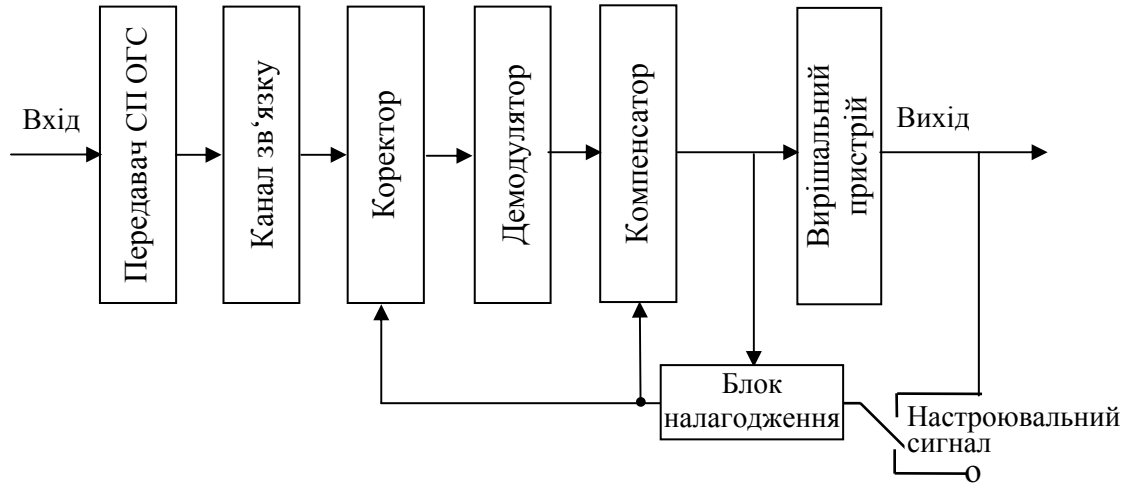 Вхід
Передавач СП ОГС
Канал зв‘язку
Коректор
Демодулятор
Компенсатор
Вирішальний
пристрій
Вихід
Блок
налагодження
Настроювальний
сигнал